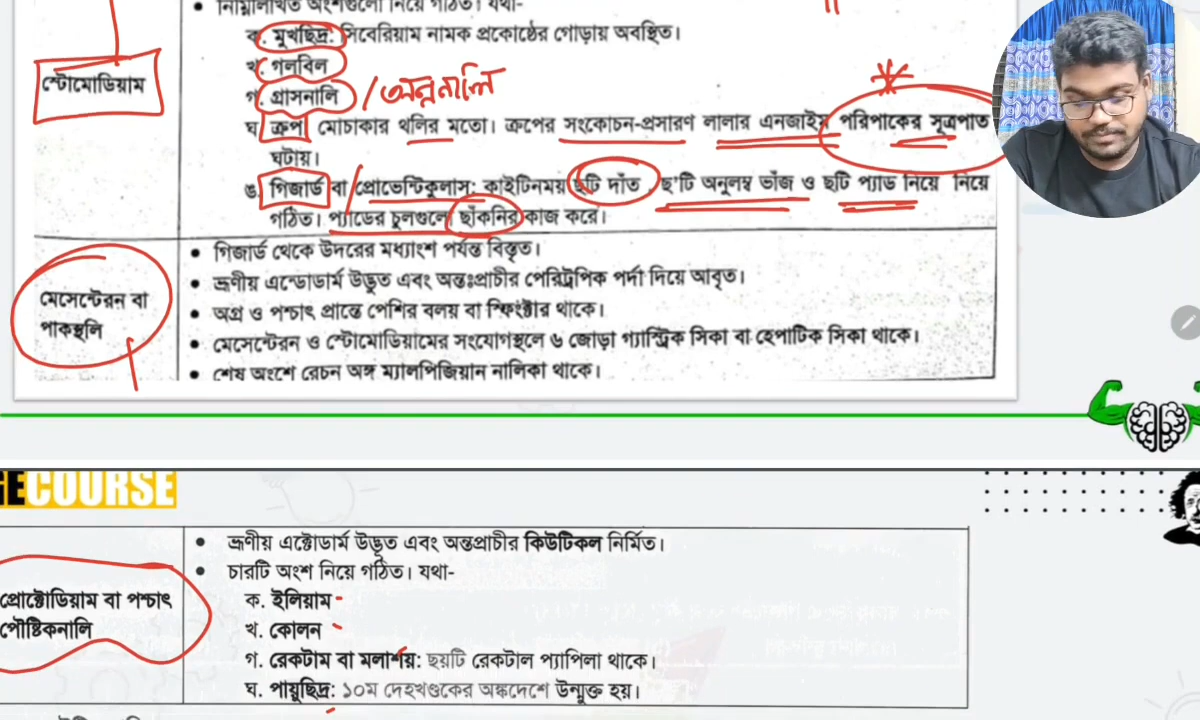 নিম্নলিখিত অংশগুলো নিয়ে গঠিত। যথা-
ক. মুখছিদ্র: সিবেরিয়াম নামক প্রকোষ্ঠের গোড়ায় অবস্থিত।
খ. গলবিল
স্টোমোডিয়াম
গ. গ্রাসনালি / অন্ননালি
ঘ. ক্রপ মোচাকার থলির মতো। ক্রপের সংকোচন-প্রসারণ লালার এনজাইম পরিপাকের সূত্রপাত
ঘটায়।
ঙ. গিজার্ড বা প্রোভেন্টিকুলাস: কাইটিনময় ছটি দাঁত, ছ'টি অনুলম্ব ভাঁজ ও ছটি প্যাড নিয়ে নিয়ে
গঠিত। প্যাডের চুলগুলো ছাঁকনির কাজ করে।
মেসেন্টেরন বা
পাকস্থলি
গিজার্ড থেকে উদরের মধ্যাংশ পর্যন্ত বিস্তৃত।
ভ্রূণীয় এন্ডোডার্ম উদ্ভূত এবং অন্তঃপ্রাচীর পেরিট্রপিক পর্দা দিয়ে আবৃত।
অগ্র ও পশ্চাৎ প্রান্তে পেশির বলয় বা স্ফিংক্টার থাকে।
মেসেন্টেরন ও স্টোমোডিয়ামের সংযোগস্থলে ৬ জোড়া গ্যাস্ট্রিক সিকা বা হেপাটিক সিকা থাকে।
শেষ অংশে রেচন অঙ্গ ম্যালপিজিয়ান নালিকা থাকে।
GE COURSE
প্রোক্টোডিয়াম বা পশ্চাৎ
পৌষ্টিকনালি
ভ্রূণীয় এক্টোডার্ম উদ্ভূত এবং অন্তপ্রাচীর কিউটিকল নির্মিত।
চারটি অংশ নিয়ে গঠিত। যথা-
ক. ইলিয়াম
খ. কোলন
গ. রেকটাম বা মলাশয়: ছয়টি রেকটাল প্যাপিলা থাকে।
ঘ. পায়ুছিদ্র: ১০ম দেহখণ্ডকের অঙ্কদেশে উন্মুক্ত হয়।